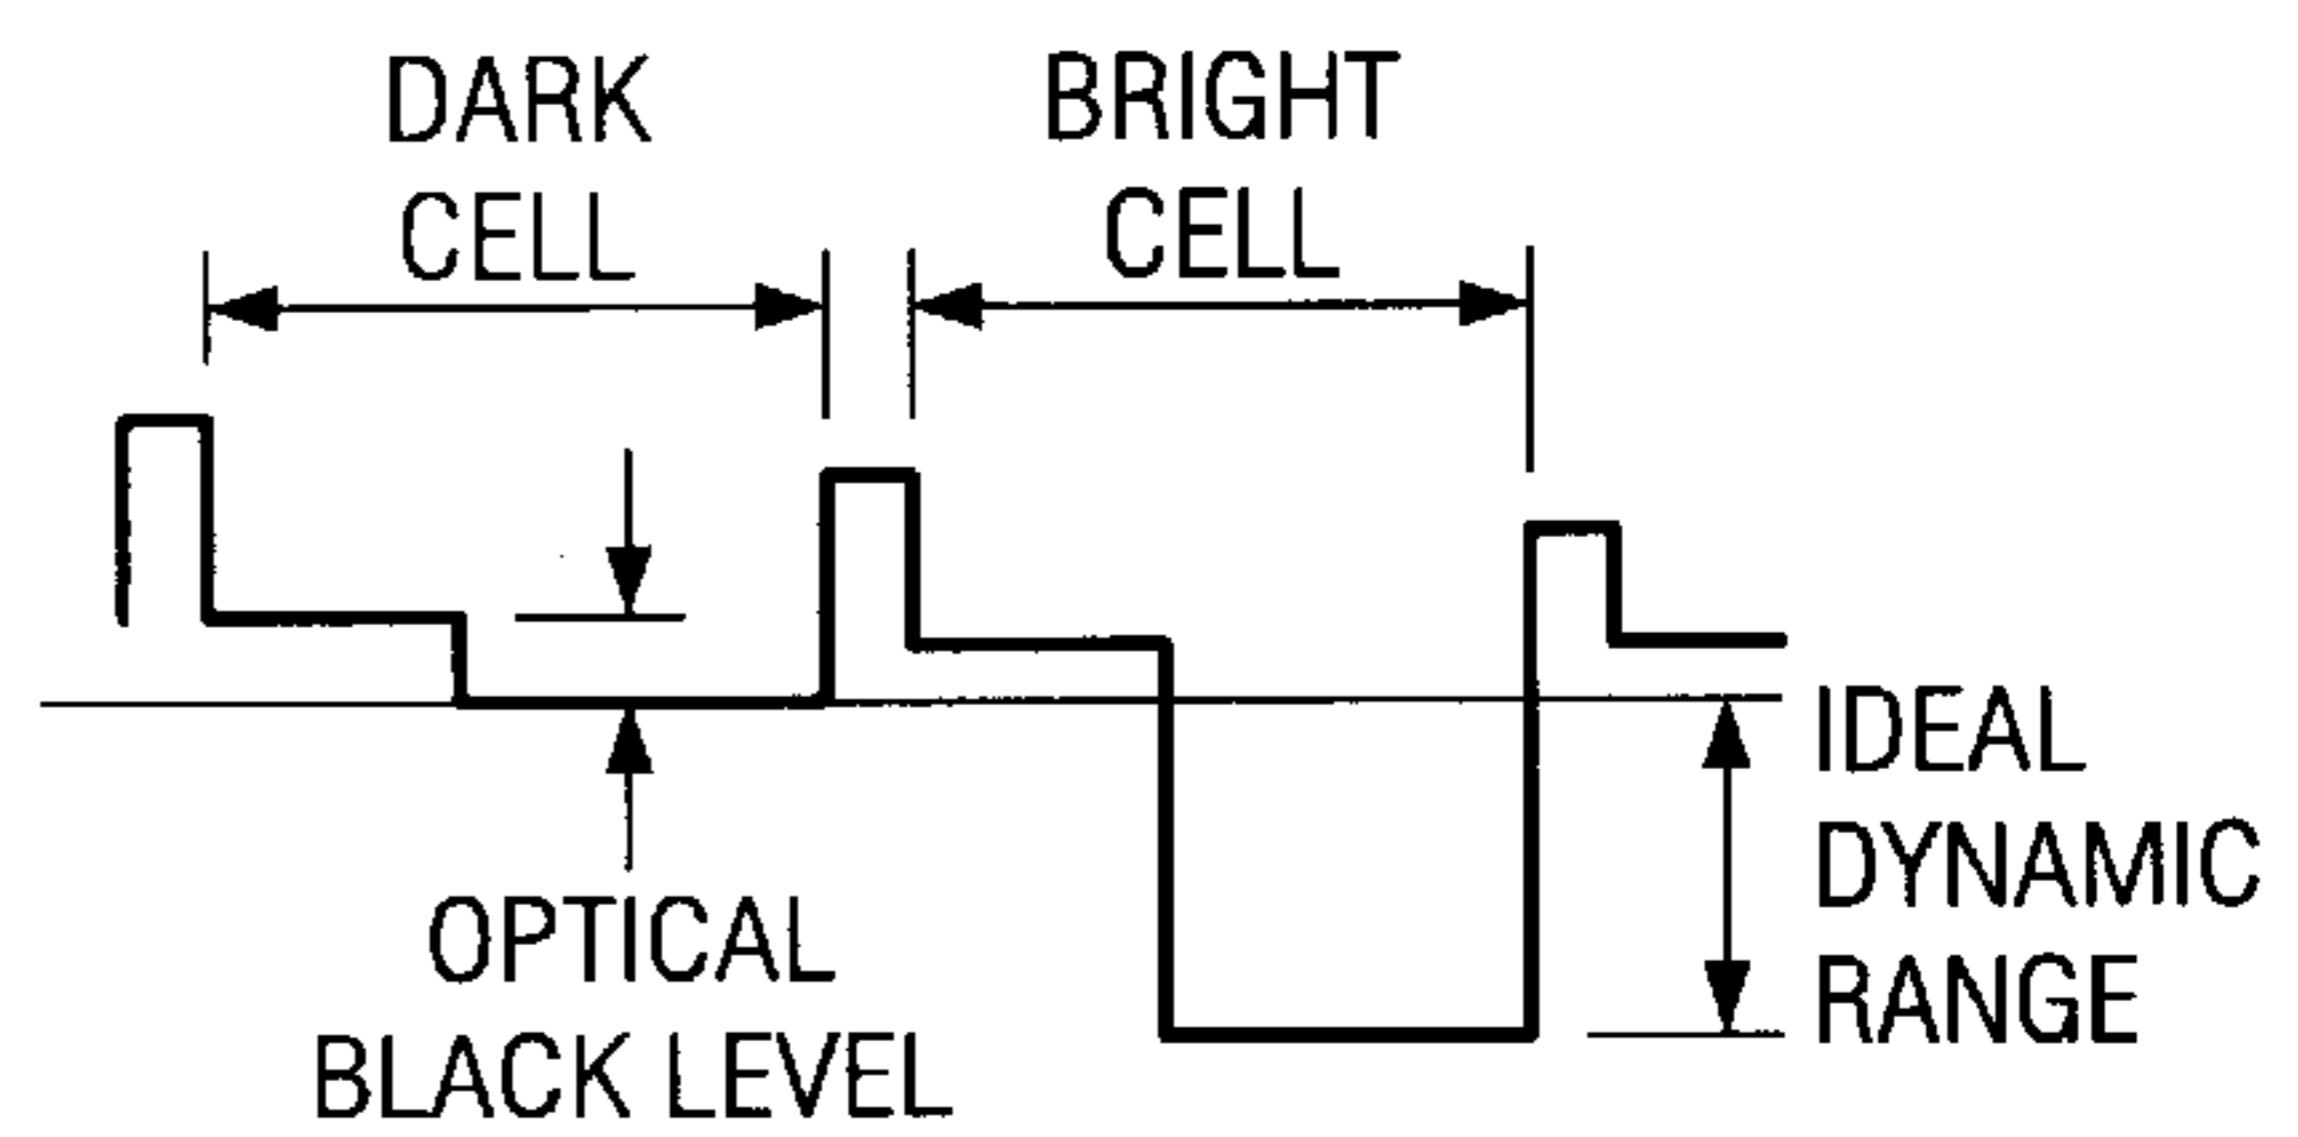 DARK
CELL
BRIGHT
CELL
OPTICAL
BLACK LEVEL
IDEAL
DYNAMIC
RANGE